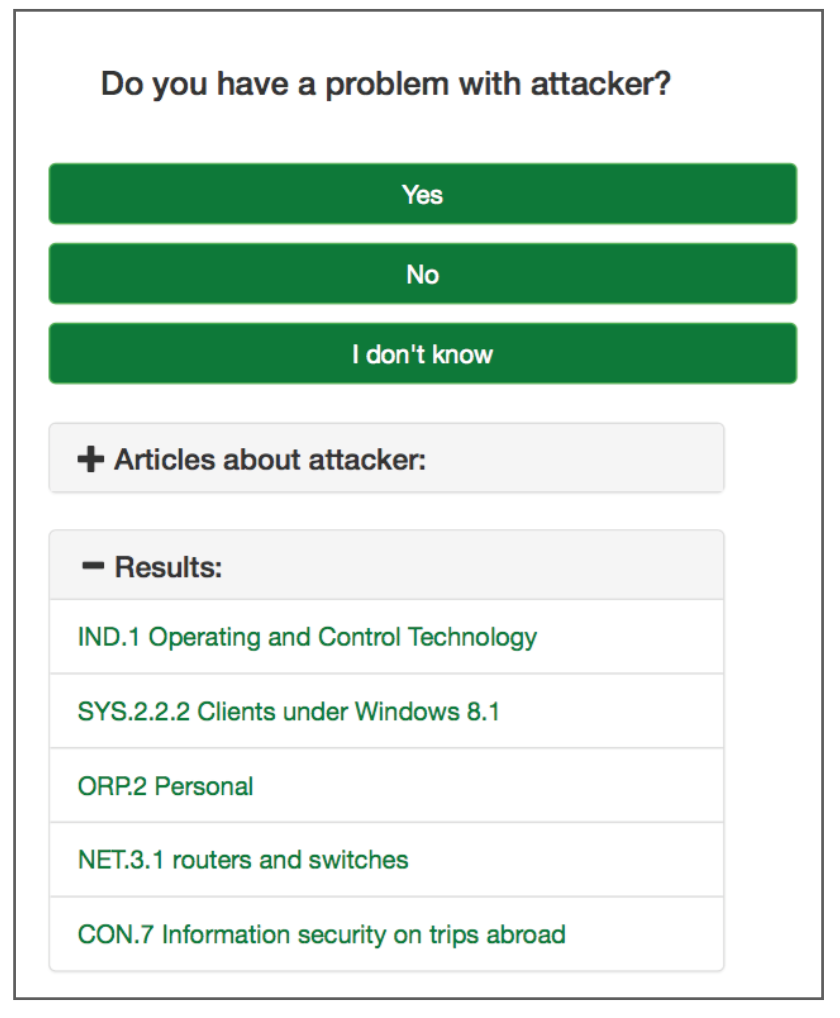 Do you have a problem with attacker?
Yes
No
I don't know
+ Articles about attacker:
− Results:
IND.1 Operating and Control Technology
SYS.2.2.2 Clients under Windows 8.1
ORP.2 Personal
NET.3.1 routers and switches
CON.7 Information security on trips abroad